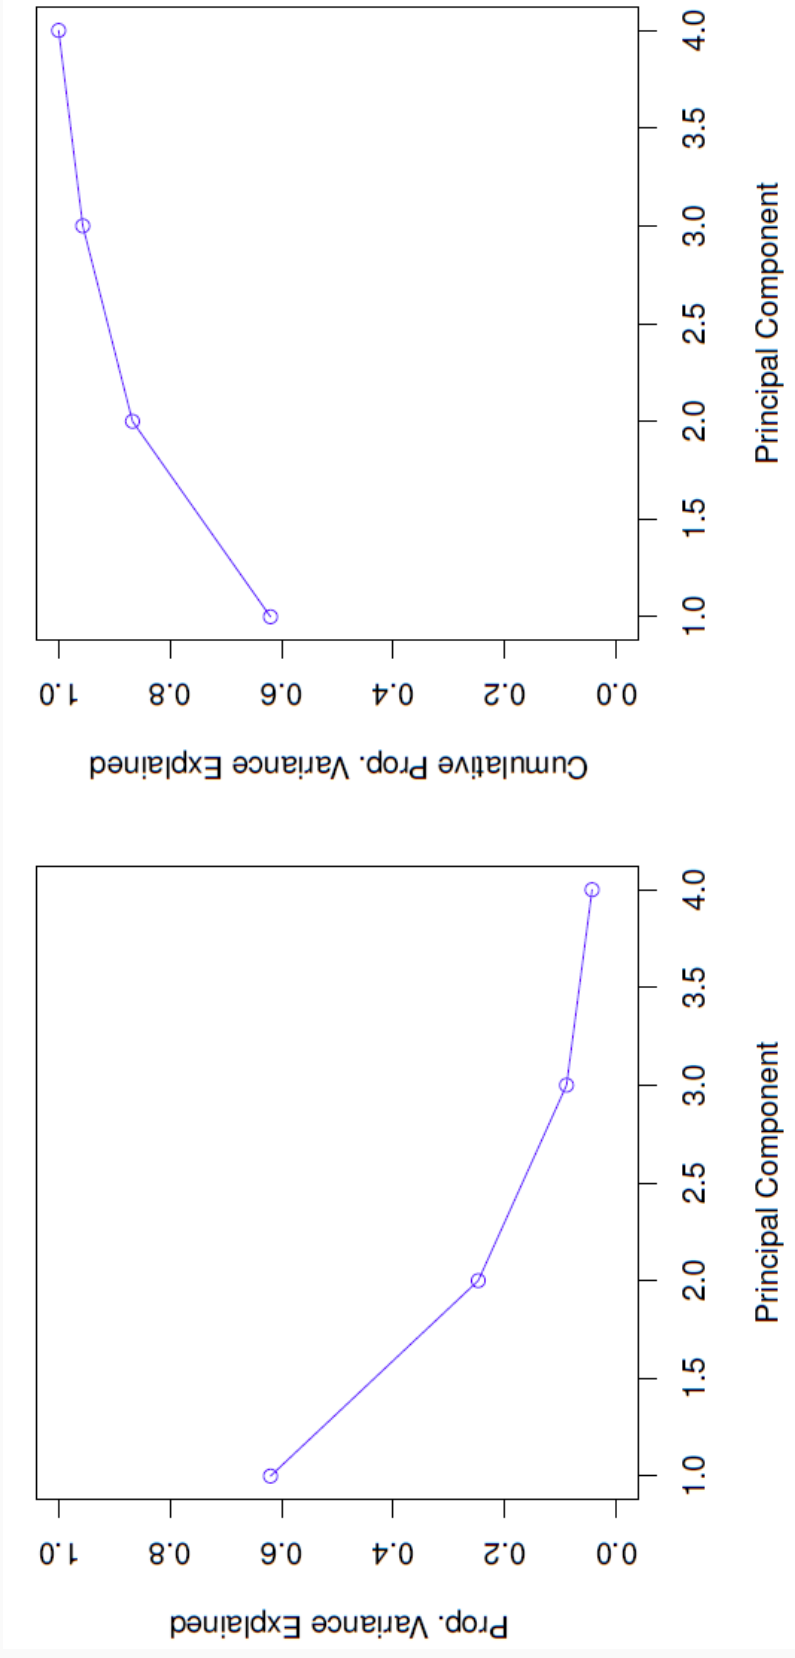 Prop. Variance Explained
0.0 0.2 0.4 0.6 0.8 1.0
1.0 1.5 2.0 2.5 3.0 3.5 4.0
Principal Component
Cumulative Prop. Variance Explained
0.0 0.2 0.4 0.6 0.8 1.0
1.0 1.5 2.0 2.5 3.0 3.5 4.0
Principal Component